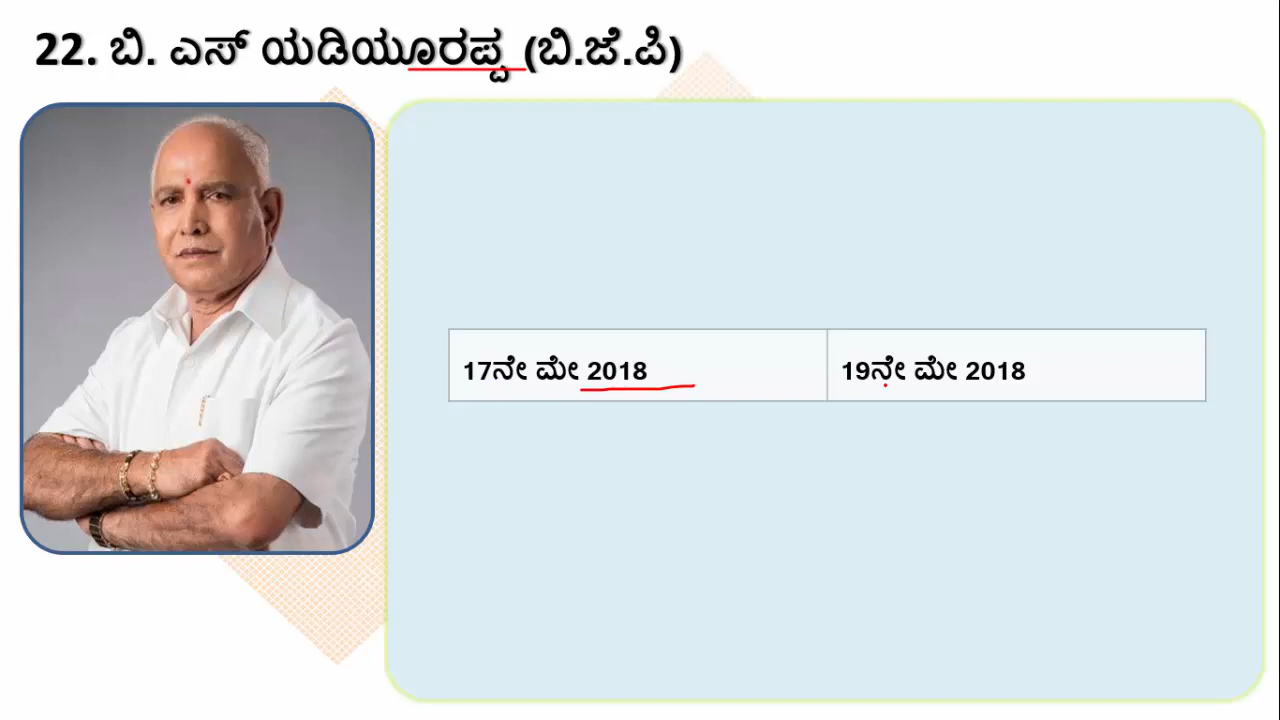 22. ಬಿ. ಎಸ್ ಯಡಿಯೂರಪ್ಪ (ಬಿ.ಜೆ.ಪಿ)
17ನೇ ಮೇ 2018
19ನೇ ಮೇ 2018